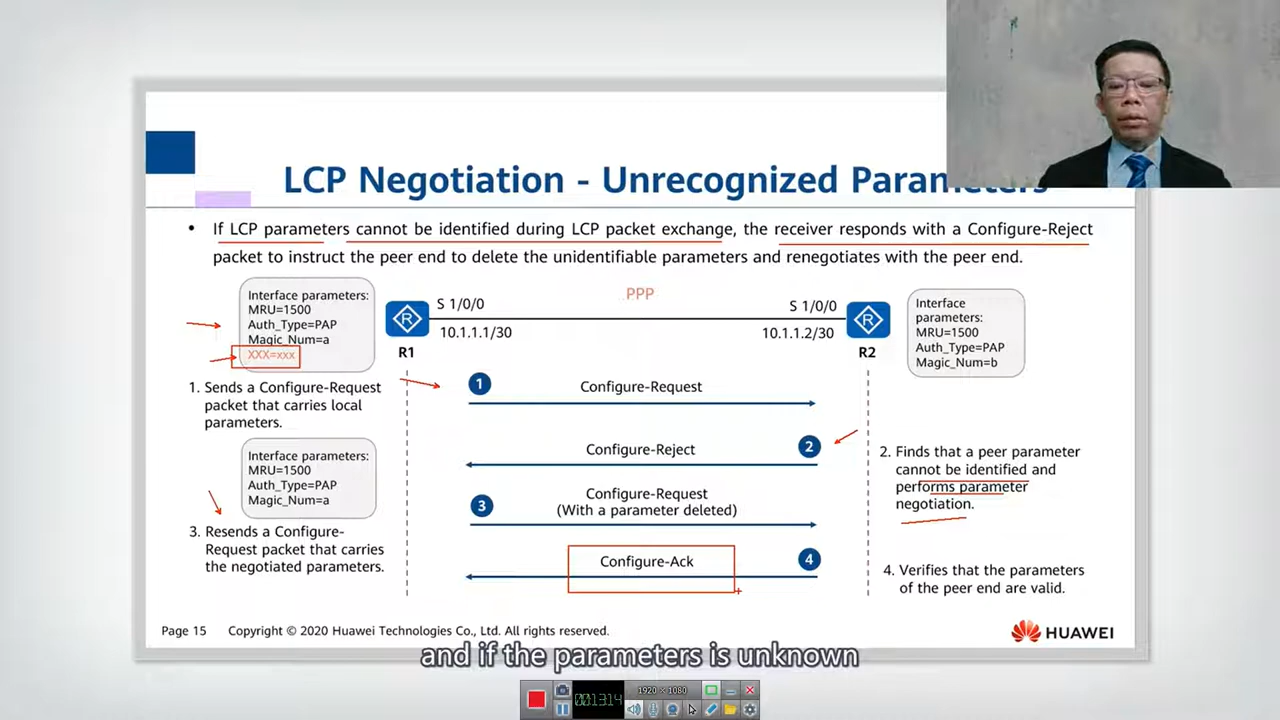 LCP Negotiation - Unrecognized Parameters
• If LCP parameters cannot be identified during LCP packet exchange, the receiver responds with a Configure-Reject
packet to instruct the peer end to delete the unidentifiable parameters and renegotiates with the peer end.
Interface parameters:
MRU=1500
Auth_Type=PAP
Magic_Num=a
XXX=xxx
R
S 1/0/0
10.1.1.1/30
R1
PPP
S 1/0/0
10.1.1.2/30
R
R2
Interface
parameters:
MRU=1500
Auth_Type=PAP
Magic_Num=b
1. Sends a Configure-Request
packet that carries local
parameters.
1
Configure-Request
Configure-Reject
2
2. Finds that a peer parameter
cannot be identified and
performs parameter
negotiation.
Interface parameters:
MRU=1500
Auth_Type=PAP
Magic_Num=a
3
Configure-Request
(With a parameter deleted)
3. Resends a Configure-
Request packet that carries
the negotiated parameters.
Configure-Ack
4
4. Verifies that the parameters
of the peer end are valid.
Page 15
Copyright © 2020 Huawei Technologies Co., Ltd. All rights reserved.
HUAWEI
and if the parameters is unknown
1920 × 1080